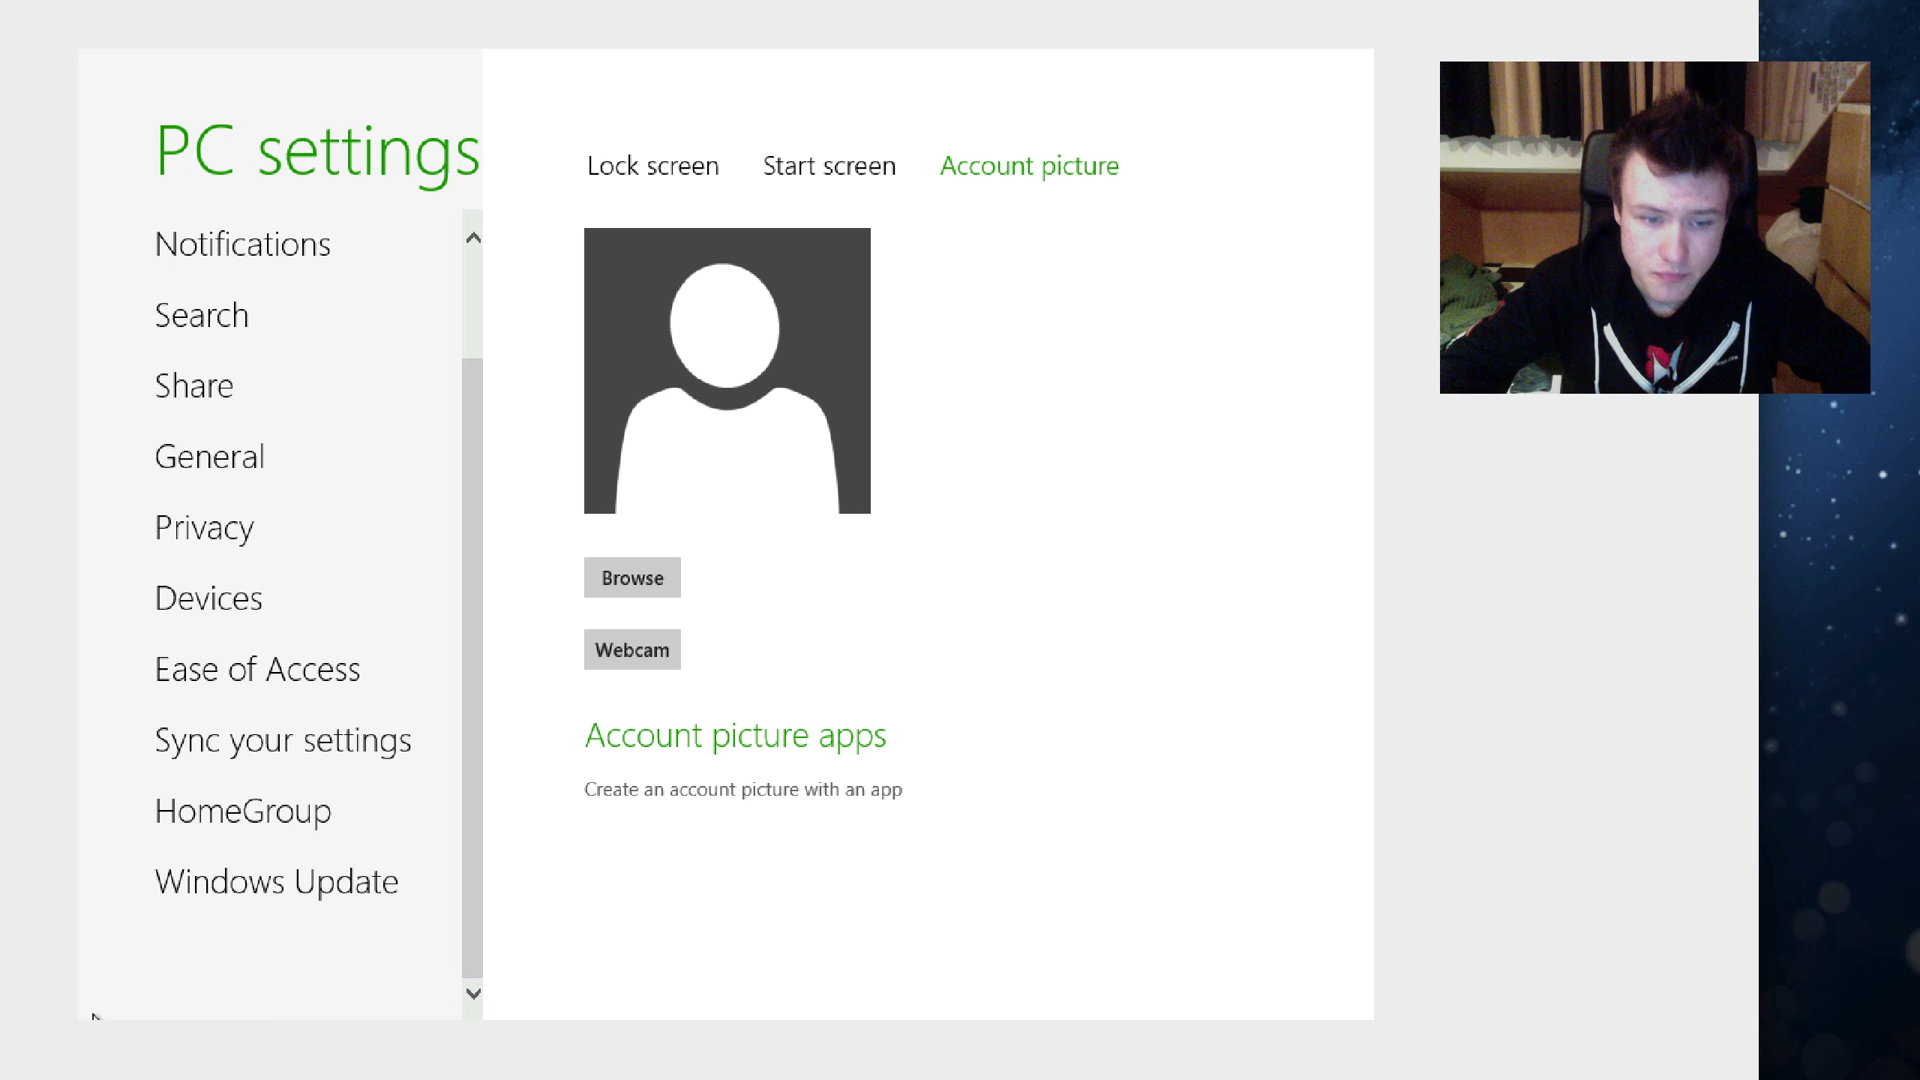 PC settings
Notifications
Search
Share
General
Privacy
Devices
Ease of Access
Sync your settings
HomeGroup
Windows Update
Lock screen
Start screen
Account picture
Browse
Webcam
Account picture apps
Create an account picture with an app